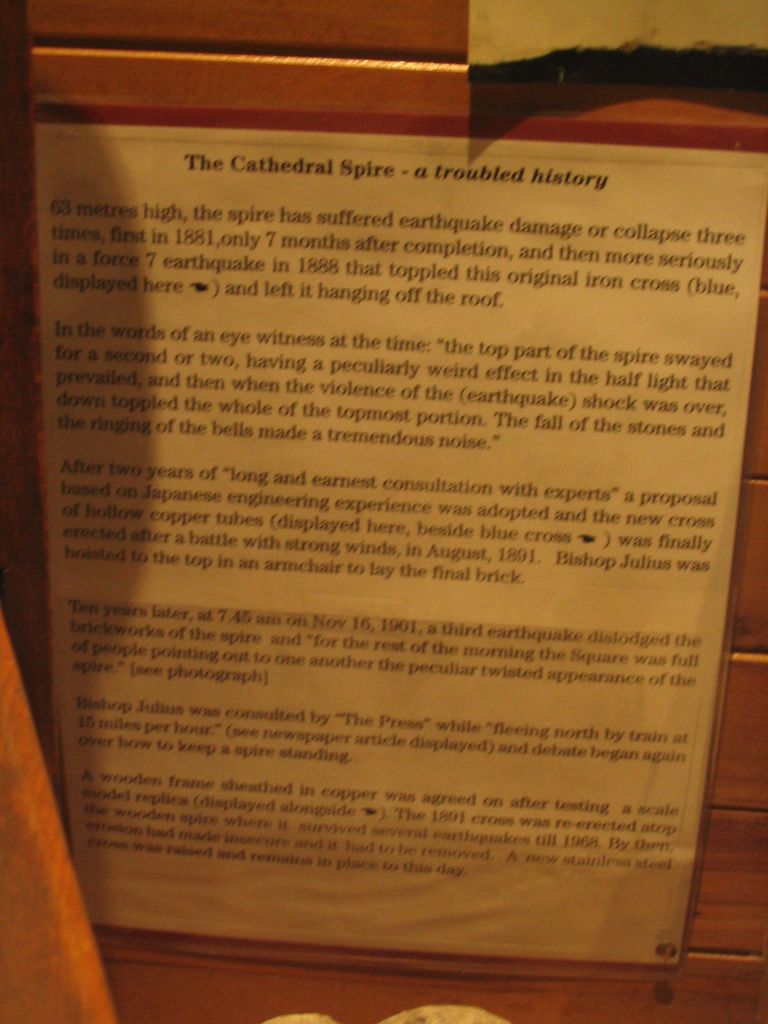 The Cathedral Spire - a troubled history
63 metres high, the spire has suffered earthquake damage or collapse three
times, first in 1881,only 7 months after completion, and then more seriously
in a force 7 earthquake in 1888 that toppled this original iron cross (blue,
displayed here ) and left it hanging off the roof.
In the words of an eye witness at the time: "the top part of the spire swayed
for a second or two, having a peculiarly weird effect in the half light that
prevailed, and then when the violence of the (earthquake) shock was over,
down toppled the whole of the topmost portion. The fall of the stones and
the ringing of the bells made a tremendous noise."
After two years of "long and earnest consultation with experts" a proposal
based on Japanese engineering experience was adopted and the new cross
of hollow copper tubes (displayed here, beside blue cross ) was finally
erected after a battle with strong winds, in August, 1891. Bishop Julius was
hoisted to the top in an armchair to lay the final brick.
Ten years later, at 7.45 am on Nov 16, 1901, a third earthquake dislodged the
brickworks of the spire and "for the rest of the morning the Square was full
of people pointing out to one another the peculiar twisted appearance of the
spire." [see photograph]
Bishop Julius was consulted by "The Press" while "fleeing north by train at
15 miles per hour." (see newspaper article displayed) and debate began again
over how to keep a spire standing.
A wooden frame sheathed in copper was agreed on after testing a scale
model replica (displayed alongside ). The 1891 cross was re-erected atop
the wooden spire where it survived several earthquakes till 1968. By then,
erosion had made insecure and it had to be removed. A new stainless steel
cross was raised and remains in place to this day.